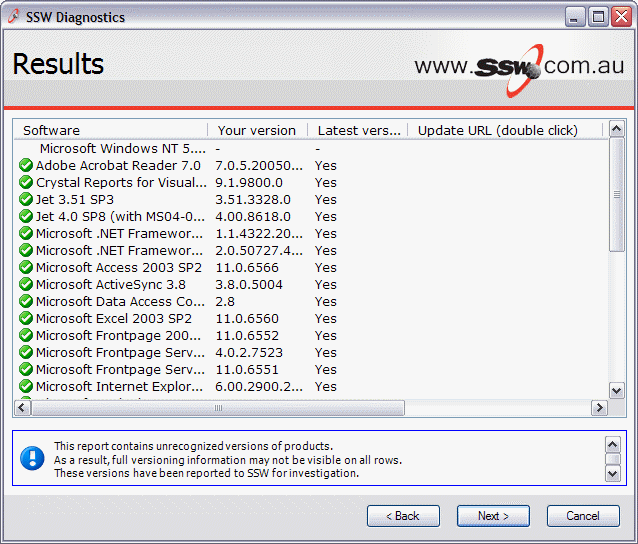 SSW Diagnostics
Results
www.SSW.com.au
Software Your version Latest vers... Update URL (double click)
Microsoft Windows NT 5.... - -
Adobe Acrobat Reader 7.0 7.0.5.20050... Yes
Crystal Reports for Visual... 9.1.9800.0 Yes
Jet 3.51 SP3 3.51.3328.0 Yes
Jet 4.0 SP8 (with MS04-0... 4.00.8618.0 Yes
Microsoft .NET Framewor... 1.1.4322.20... Yes
Microsoft .NET Framewor... 2.0.50727.4... Yes
Microsoft Access 2003 SP2 11.0.6566 Yes
Microsoft ActiveSync 3.8 3.8.0.5004 Yes
Microsoft Data Access Co... 2.8 Yes
Microsoft Excel 2003 SP2 11.0.6560 Yes
Microsoft Frontpage 200... 11.0.6552 Yes
Microsoft Frontpage Serv... 4.0.2.7523 Yes
Microsoft Frontpage Serv... 11.0.6551 Yes
Microsoft Internet Explor... 6.00.2900.2... Yes
This report contains unrecognized versions of products.
As a result, full versioning information may not be visible on all rows.
These versions have been reported to SSW for investigation.
< Back Next > Cancel